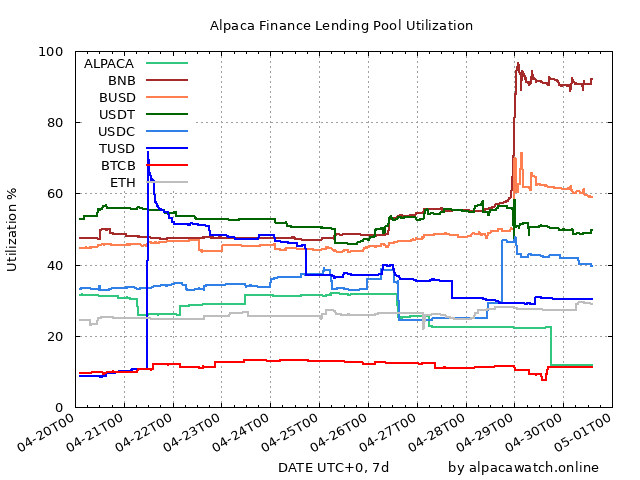 Alpaca Finance Lending Pool Utilization
100
80
60
40
20
0
Utilization %
ALPACA
BNB
BUSD
USDT
USDC
TUSD
BTCB
ETH
04-20T00
04-21T00
04-22T00
04-23T00
04-24T00
04-25T00
04-26T00
04-27T00
04-28T00
04-29T00
04-30T00
05-01T00
DATE UTC+0, 7d
by alpacawatch.online